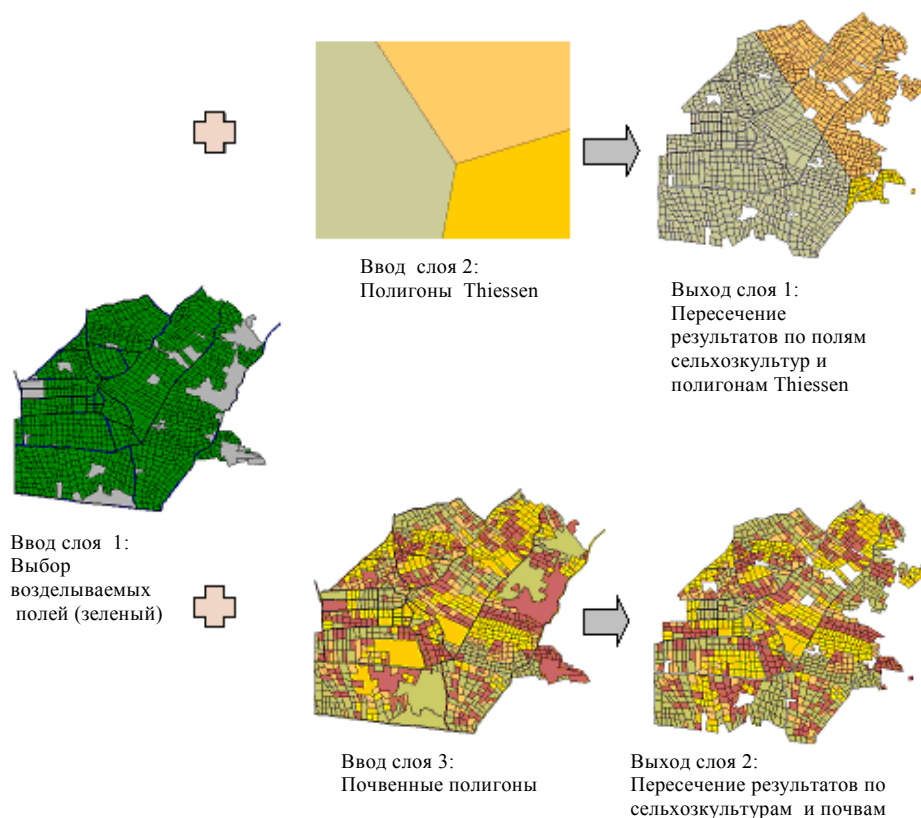 Ввод слоя 2:
Полигоны Thiessen
Выход слоя 1:
Пересечение
результатов по полям
сельхозкультур и
полигонам Thiessen
Ввод слоя 1:
Выбор
возделываемых
полей (зеленый)
Ввод слоя 3:
Почвенные полигоны
Выход слоя 2:
Пересечение результатов по
сельхозкультурам и почвам